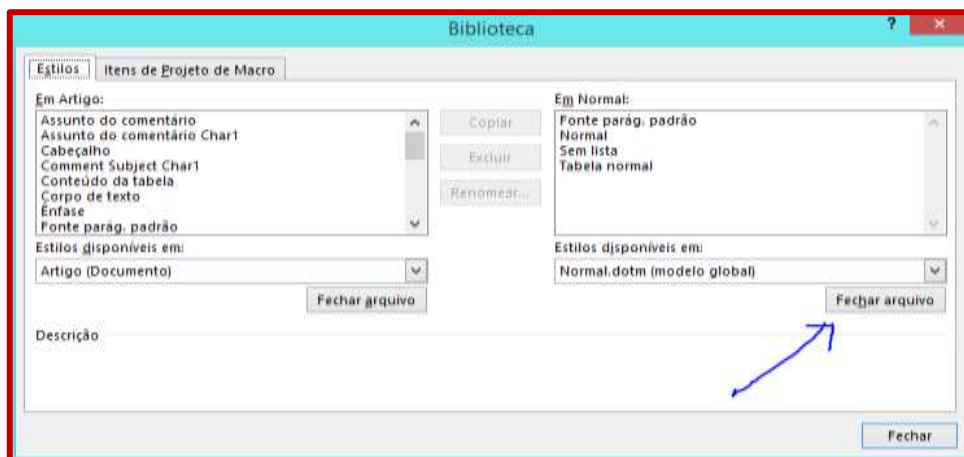 Biblioteca
?
×
Estilos
Itens de Projeto de Macro
Em Artigo:
Assunto do comentário
Assunto do comentário Char1
Cabeçalho
Comment Subject Char1
Conteúdo da tabela
Corpo de texto
Ênfase
Fonte parág. padrão
Estilos disponíveis em:
Artigo (Documento)
Fechar arquivo
Copiar
Excluir
Renomear...
Em Normal:
Fonte parág. padrão
Normal
Sem lista
Tabela normal
Estilos disponíveis em:
Normal.dotm (modelo global)
Fechar arquivo
Descrição
Fechar